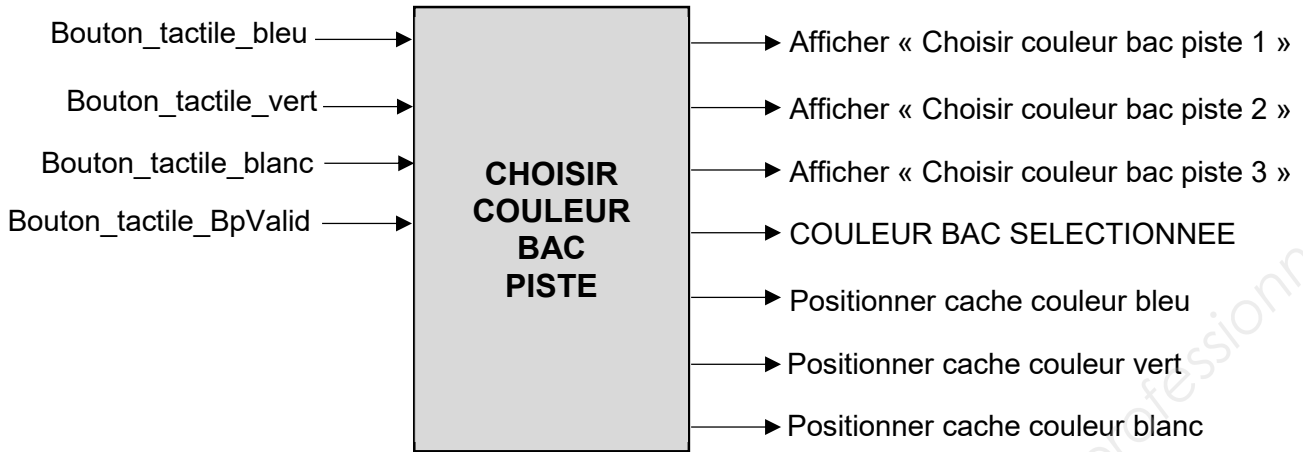 Bouton_tactile_bleu
Bouton_tactile_vert
Bouton_tactile_blanc
Bouton_tactile_BpValid
CHOISIR
COULEUR
BAC
PISTE
Afficher « Choisir couleur bac piste 1 »
Afficher « Choisir couleur bac piste 2 »
Afficher « Choisir couleur bac piste 3 »
COULEUR BAC SELECTIONNEE
Positionner cache couleur bleu
Positionner cache couleur vert
Positionner cache couleur blanc